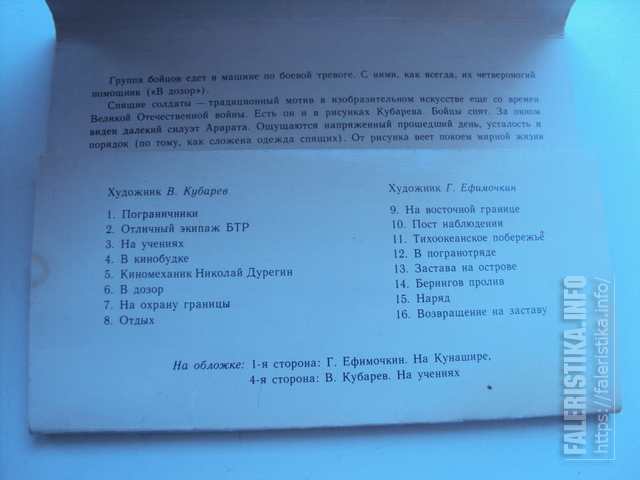 Группа бойцов едет в машине по боевой тревоге. С ними, как всегда, их четвероногий
помощник («В дозор»).
Спящие солдаты — традиционный мотив в изобразительном искусстве еще со времен
Великой Отечественной войны. Есть он и в рисунках Кубарева. Бойцы спят. За окном
виден далекий силуэт Арарата. Ощущаются напряженный прошедший день, усталость и
порядок (по тому, как сложена одежда спящих). От рисунка веет покоем мирной жизни
Художник В. Кубарев
1. Пограничники
2. Отличный экипаж БТР
3. На учениях
4. В кинобудке
5. Киномеханик Николай Дурегин
6. В дозор
7. На охрану границы
8. Отдых
Художник Г. Ефимочкин
9. На восточной границе
10. Пост наблюдения
11. Тихоокеанское побережье
12. В погранотряде
13. Застава на острове
14. Берингов пролив
15. Наряд
16. Возвращение на заставу
На обложке: 1-я сторона: Г. Ефимочкин. На Кунашире,
4-я сторона: В. Кубарев. На учениях
FALERISTIKA.INFO
https://faleristika.info/